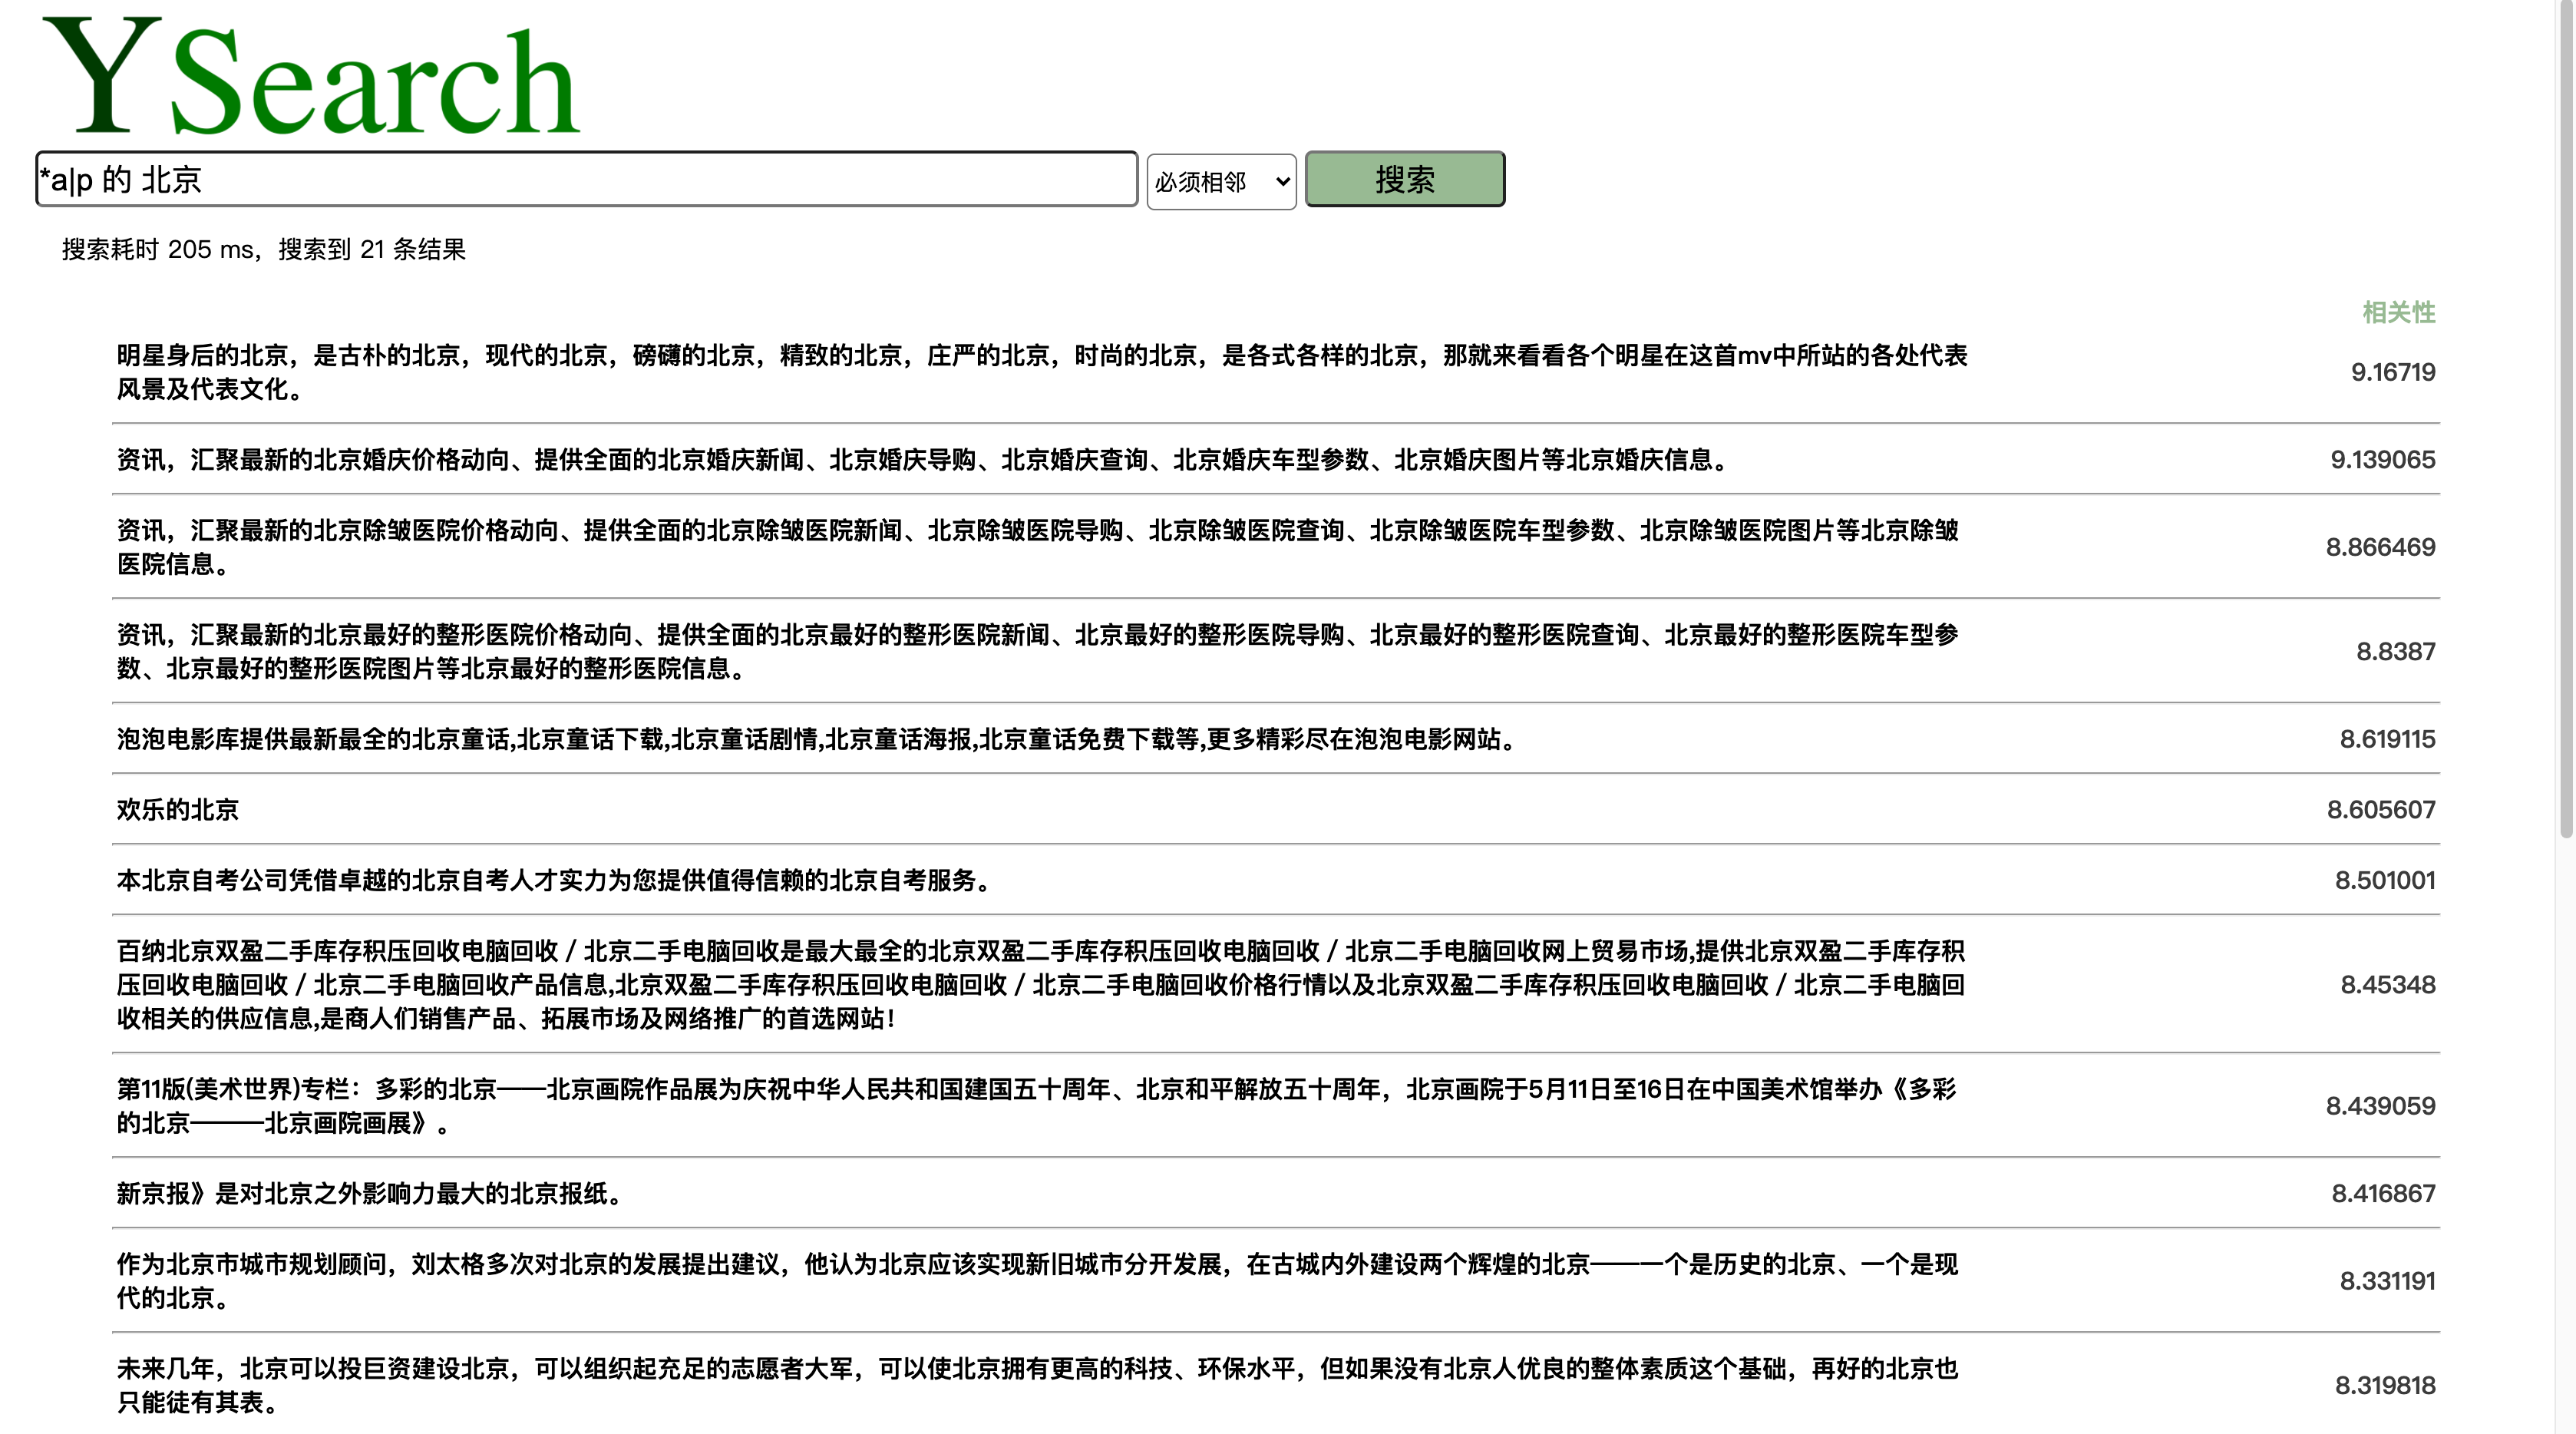 YSearch
*a|p 的 北京
必须相邻
搜索
搜索耗时 205 ms，搜索到 21 条结果
相关性
明星身后的北京，是古朴的北京，现代的北京，磅礴的北京，精致的北京，庄严的北京，时尚的北京，是各式各样的北京，那就来看看各个明星在这首mv中所站的各处代表
风景及代表文化。
9.16719
资讯，汇聚最新的北京婚庆价格动向、提供全面的北京婚庆新闻、北京婚庆导购、北京婚庆查询、北京婚庆车型参数、北京婚庆图片等北京婚庆信息。
9.139065
资讯，汇聚最新的北京除皱医院价格动向、提供全面的北京除皱医院新闻、北京除皱医院导购、北京除皱医院查询、北京除皱医院车型参数、北京除皱医院图片等北京除皱
医院信息。
8.866469
资讯，汇聚最新的北京最好的整形医院价格动向、提供全面的北京最好的整形医院新闻、北京最好的整形医院导购、北京最好的整形医院查询、北京最好的整形医院车型参
数、北京最好的整形医院图片等北京最好的整形医院信息。
8.8387
泡泡电影库提供最新最全的北京童话,北京童话下载,北京童话剧情,北京童话海报,北京童话免费下载等,更多精彩尽在泡泡电影网站。
8.619115
欢乐的北京
8.605607
本北京自考公司凭借卓越的北京自考人才实力为您提供值得信赖的北京自考服务。
8.501001
百纳北京双盈二手库存积压回收电脑回收 / 北京二手电脑回收是最大最全的北京双盈二手库存积压回收电脑回收 / 北京二手电脑回收网上贸易市场,提供北京双盈二手库存积
压回收电脑回收 / 北京二手电脑回收产品信息,北京双盈二手库存积压回收电脑回收 / 北京二手电脑回收价格行情以及北京双盈二手库存积压回收电脑回收 / 北京二手电脑回
收相关的供应信息,是商人们销售产品、拓展市场及网络推广的首选网站！
8.45348
第11版(美术世界)专栏：多彩的北京——北京画院作品展为庆祝中华人民共和国建国五十周年、北京和平解放五十周年，北京画院于5月11日至16日在中国美术馆举办《多彩
的北京———北京画院画展》。
8.439059
新京报》是对北京之外影响力最大的北京报纸。
8.416867
作为北京市城市规划顾问，刘太格多次对北京的发展提出建议，他认为北京应该实现新旧城市分开发展，在古城内外建设两个辉煌的北京——一个是历史的北京、一个是现
代的北京。
8.331191
未来几年，北京可以投巨资建设北京，可以组织起充足的志愿者大军，可以使北京拥有更高的科技、环保水平，但如果没有北京人优良的整体素质这个基础，再好的北京也
只能徒有其表。
8.319818